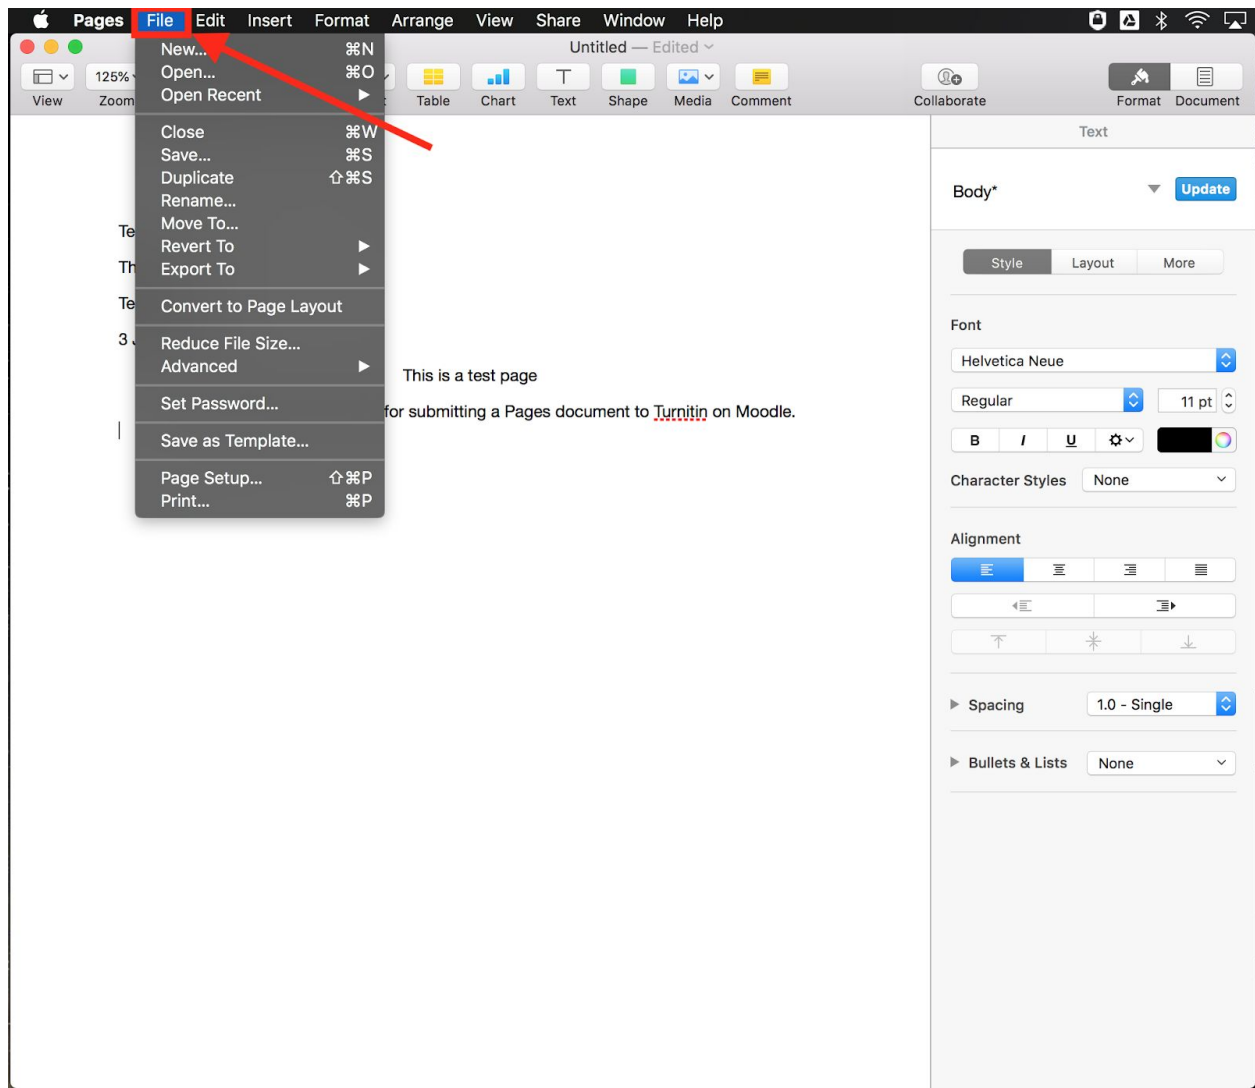 Pages File Edit Insert Format Arrange View Share Window Help
Untitled — Edited
125%
View Zoom Table Chart Text Shape Media Comment Collaborate Format Document
New... ⌘N
Open... ⌘O
Open Recent ▶
Close ⌘W
Save... ⌘S
Duplicate ⇧⌘S
Rename...
Move To...
Revert To ▶
Export To ▶
Convert to Page Layout
Reduce File Size...
Advanced ▶
Set Password...
Save as Template...
Page Setup... ⇧⌘P
Print... ⌘P
Te
Th
Te
3 J
This is a test page
for submitting a Pages document to Turnitin on Moodle.
Text
Body* Update
Style Layout More
Font
Helvetica Neue
Regular 11 pt
B I U
Character Styles None
Alignment
Spacing 1.0 - Single
Bullets & Lists None